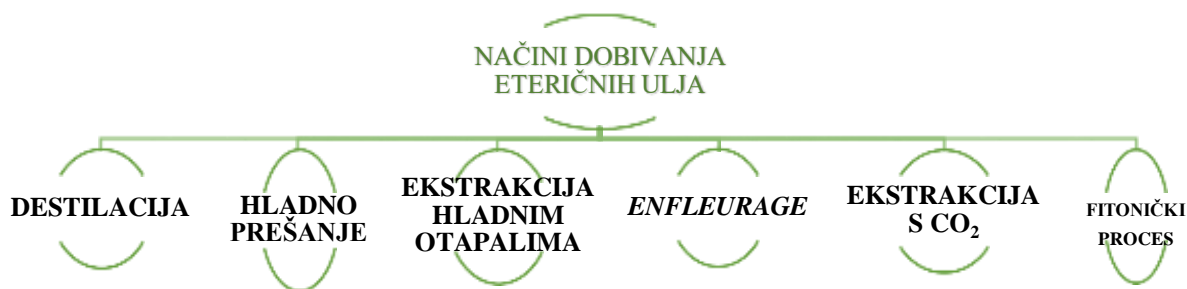 NAČINI DOBIVANJA
ETERIČNIH ULJA
DESTILACIJA
HLADNO
PREŠANJE
EKSTRAKCIJA
HLADNIM
OTAPALIMA
ENFLEURAGE
EKSTRAKCIJA
S CO₂
FITONIČKI
PROCES